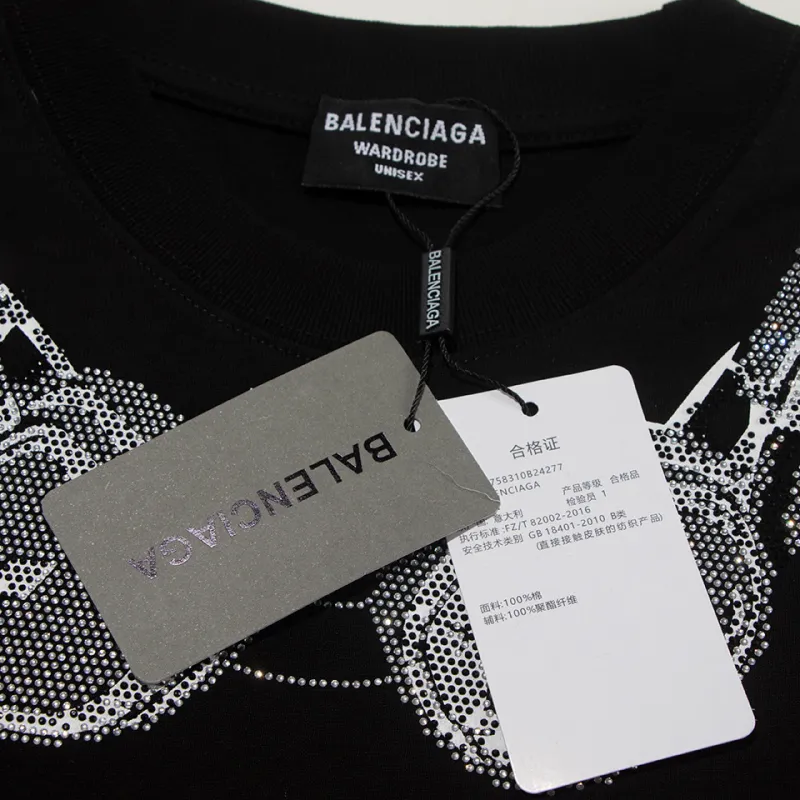 BALENCIAGA
WARDROBE
UNISEX
BALENCIAGA
BALENCIAGA
合格证
758310B24277
NCIAGA 产品等级 合格品
检验员 1
意大利
执行标准:FZ/T 82002-2016
安全技术类别 GB 18401-2010 B类
(直接接触皮肤的纺织产品)
面料:100%棉
辅料:100%聚酯纤维